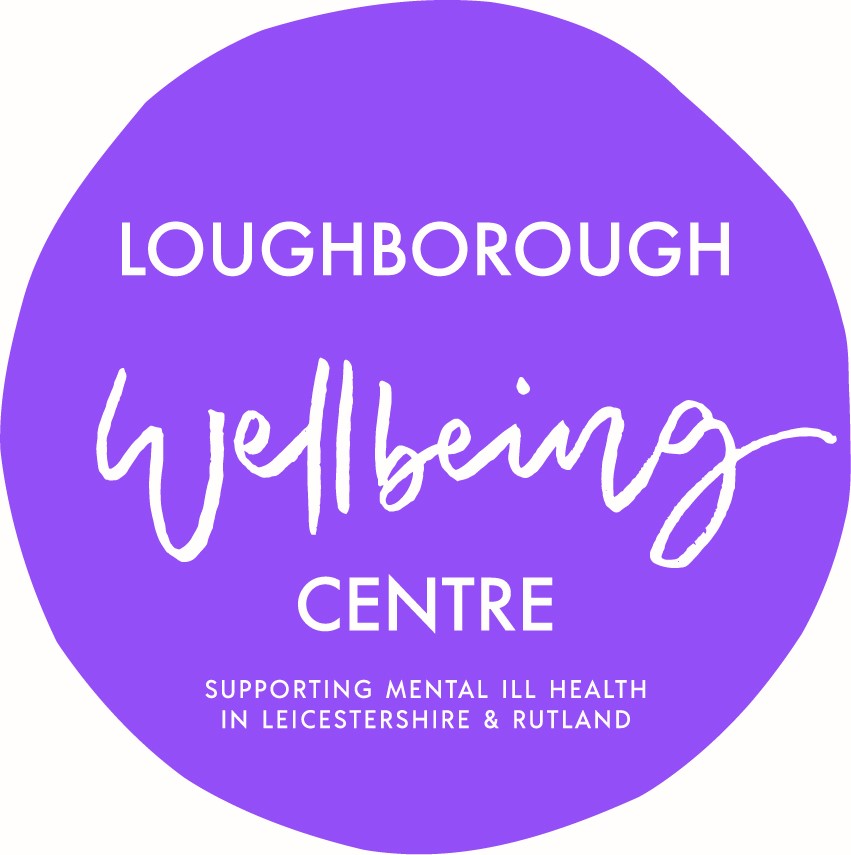 LOUGHBOROUGH
Wellbeing
CENTRE
SUPPORTING MENTAL ILL HEALTH
IN LEICESTERSHIRE & RUTLAND